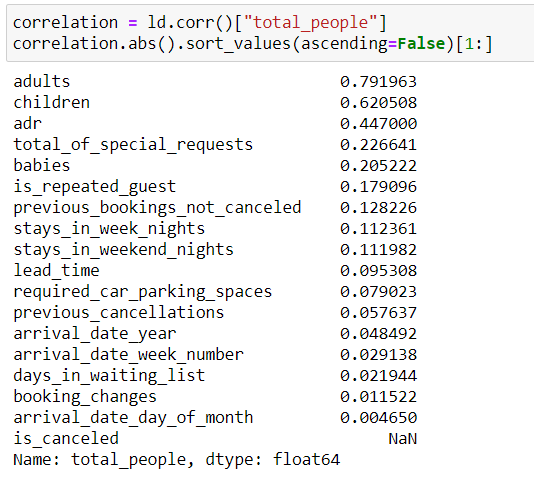 correlation = ld.corr()["total_people"]
correlation.abs().sort_values(ascending=False)[1:]
adults 0.791963
children 0.620508
adr 0.447000
total_of_special_requests 0.226641
babies 0.205222
is_repeated_guest 0.179096
previous_bookings_not_canceled 0.128226
stays_in_week_nights 0.112361
stays_in_weekend_nights 0.111982
lead_time 0.095308
required_car_parking_spaces 0.079023
previous_cancellations 0.057637
arrival_date_year 0.048492
arrival_date_week_number 0.029138
days_in_waiting_list 0.021944
booking_changes 0.011522
arrival_date_day_of_month 0.004650
is_canceled NaN
Name: total_people, dtype: float64